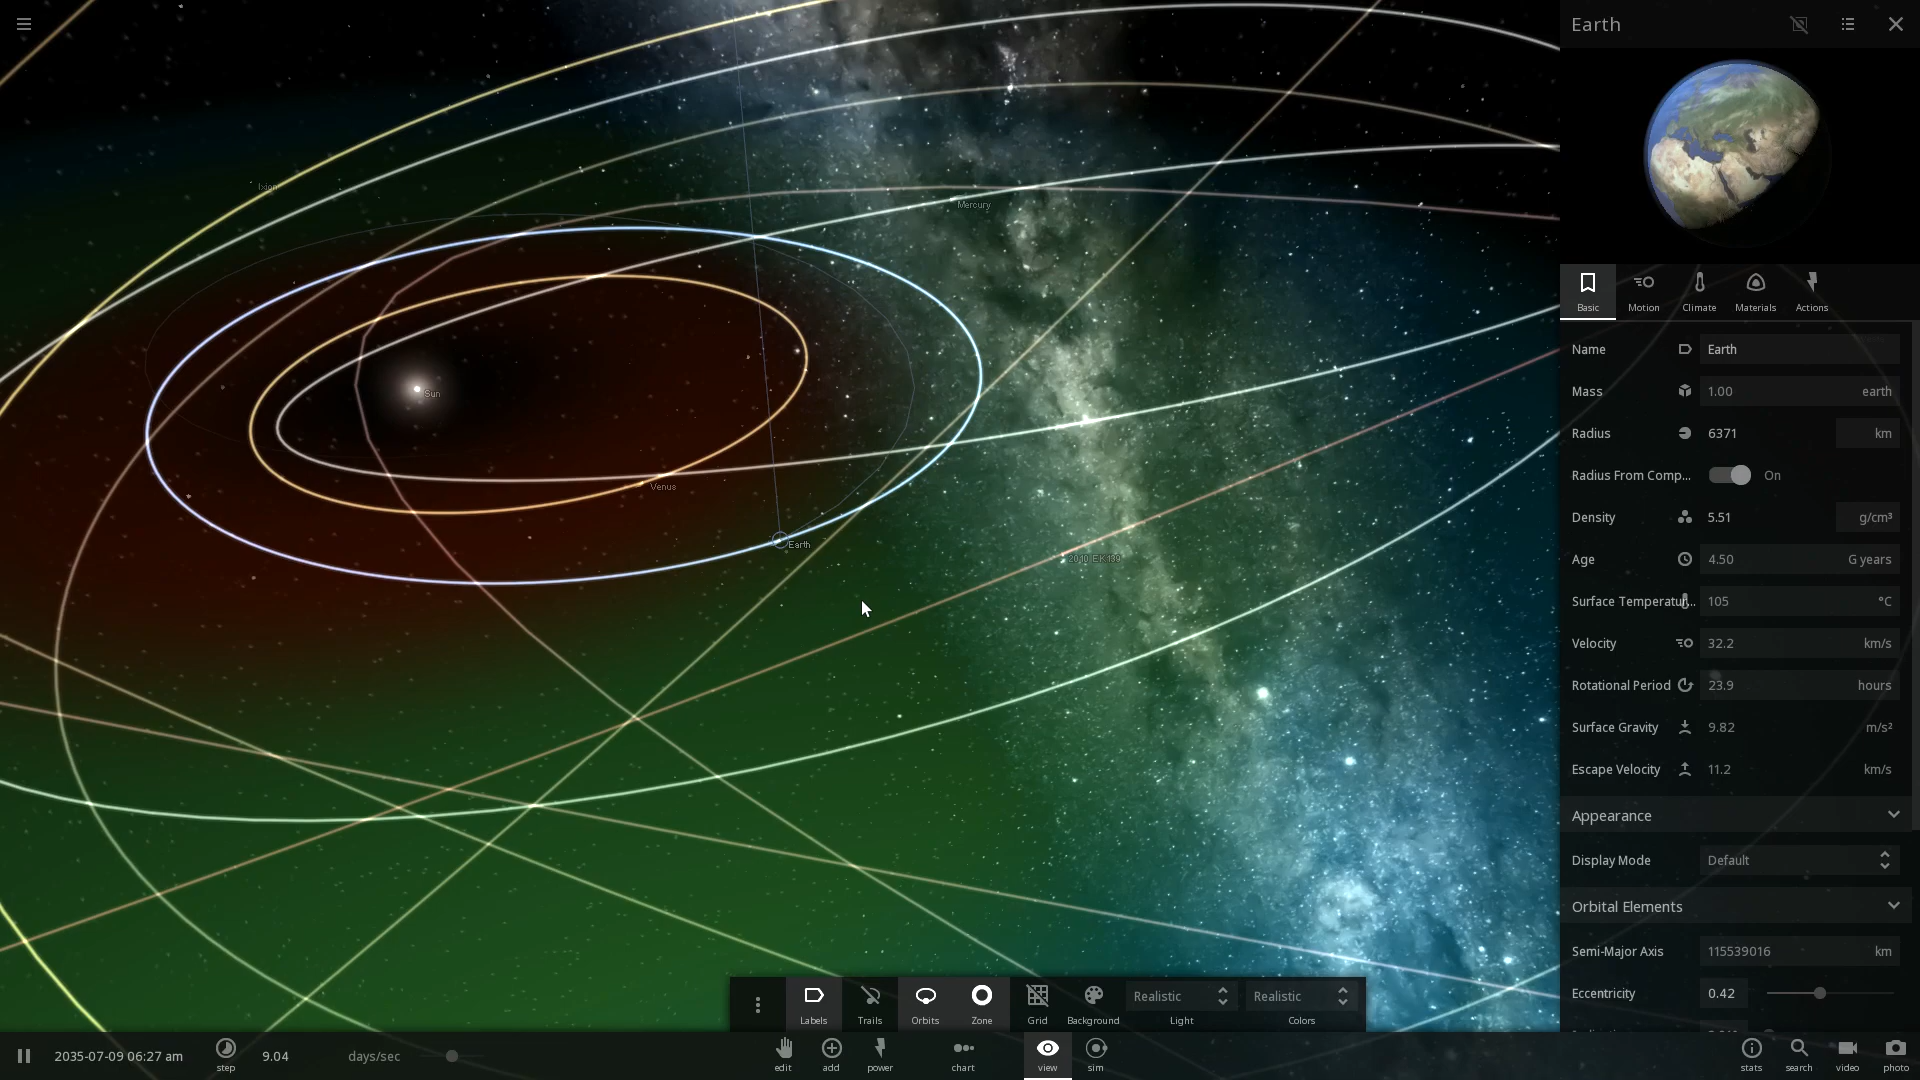 Earth
Ixion
Mercury
Sun
Venus
Earth
2010 EK139
Basic
Motion
Climate
Materials
Actions
Name Earth
Mass 1.00 earth
Radius 6371 km
Radius From Comp... On
Density 5.51 g/cm³
Age 4.50 G years
Surface Temperatur... 105 °C
Velocity 32.2 km/s
Rotational Period 23.9 hours
Surface Gravity 9.82 m/s²
Escape Velocity 11.2 km/s
Appearance
Display Mode Default
Orbital Elements
Semi-Major Axis 115539016 km
Eccentricity 0.42
Labels
Trails
Orbits
Zone
Grid
Background
Realistic
Light
Realistic
Colors
2035-07-09 06:27 am
step
9.04 days/sec
edit
add
power
chart
view
sim
stats
search
video
photo